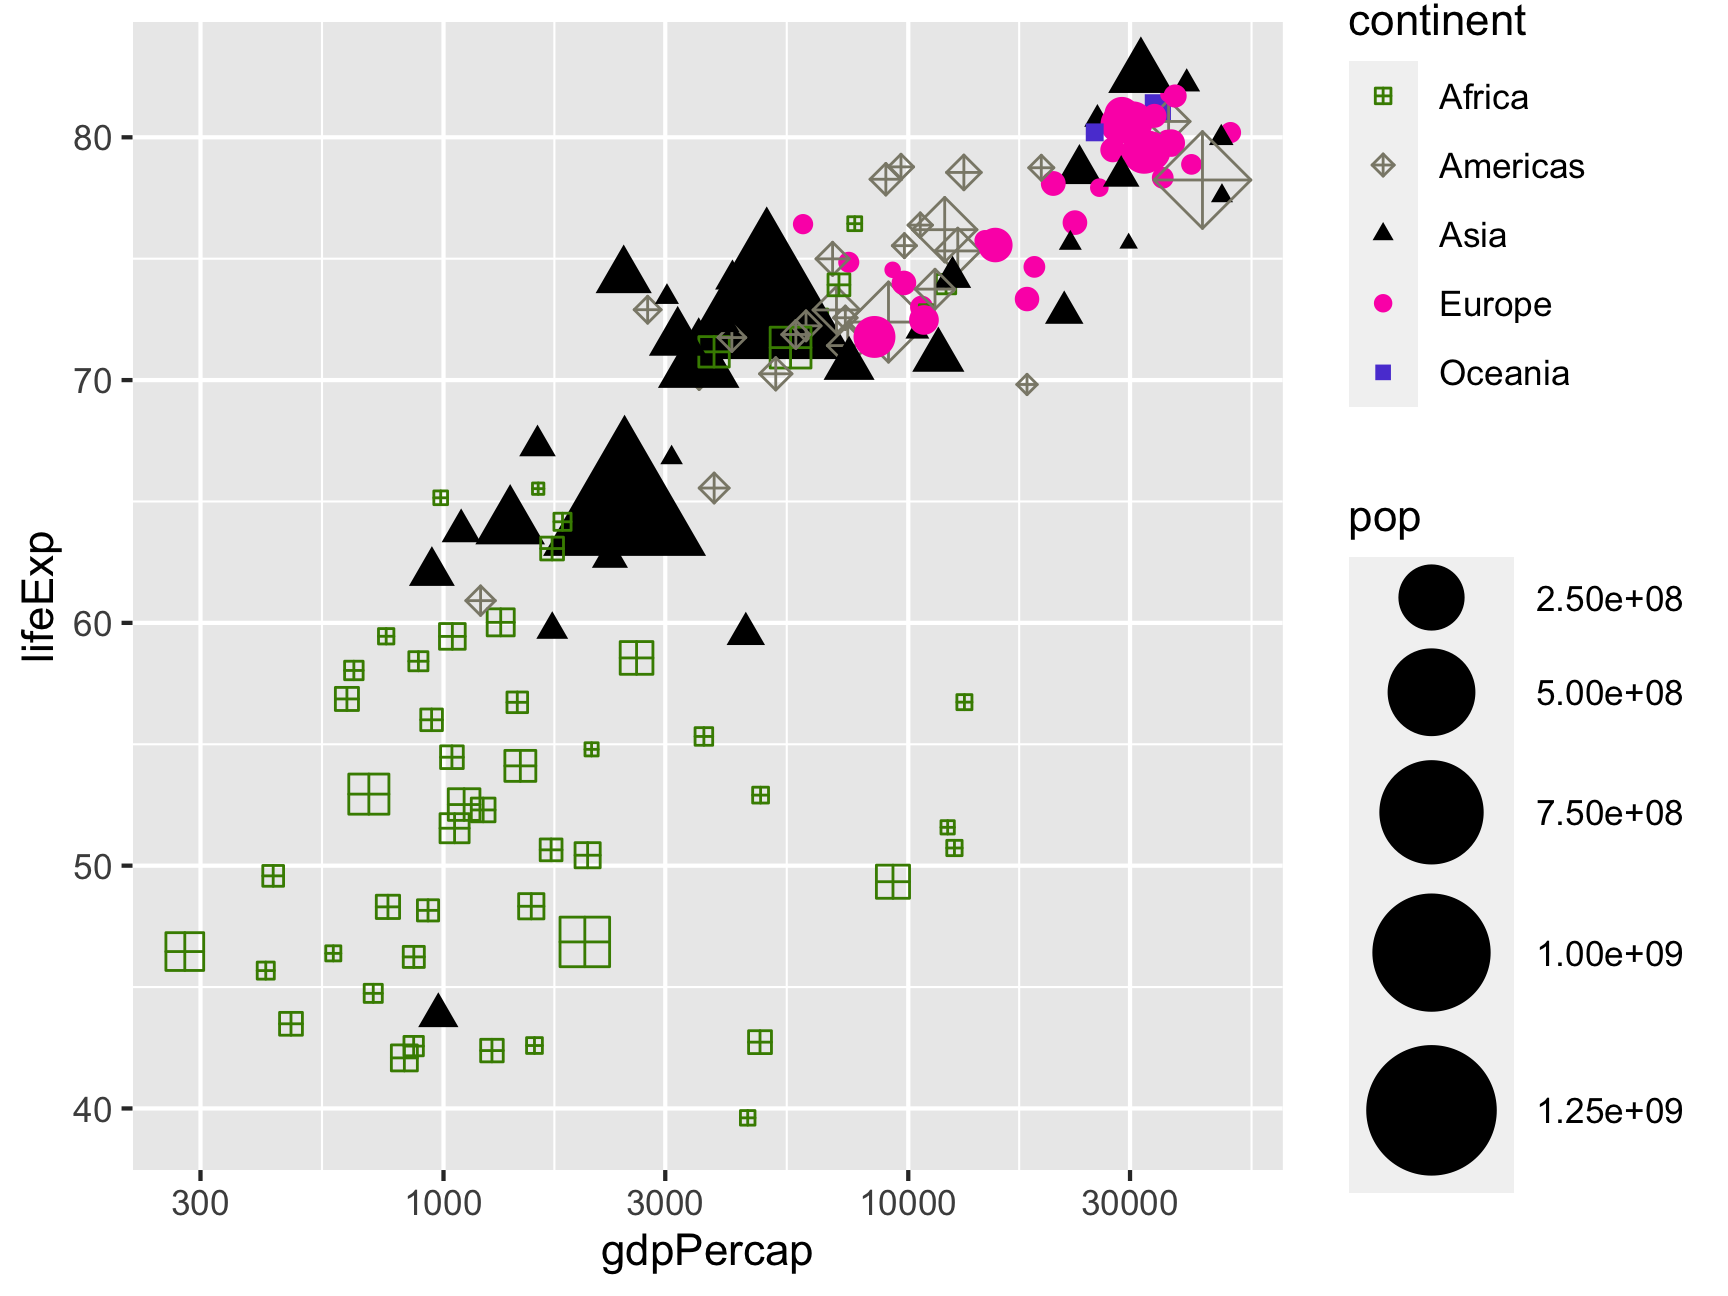 continent
Africa
Americas
Asia
Europe
Oceania
pop
2.50e+08
5.00e+08
7.50e+08
1.00e+09
1.25e+09
lifeExp
80
70
60
50
40
300 1000 3000 10000 30000
gdpPercap